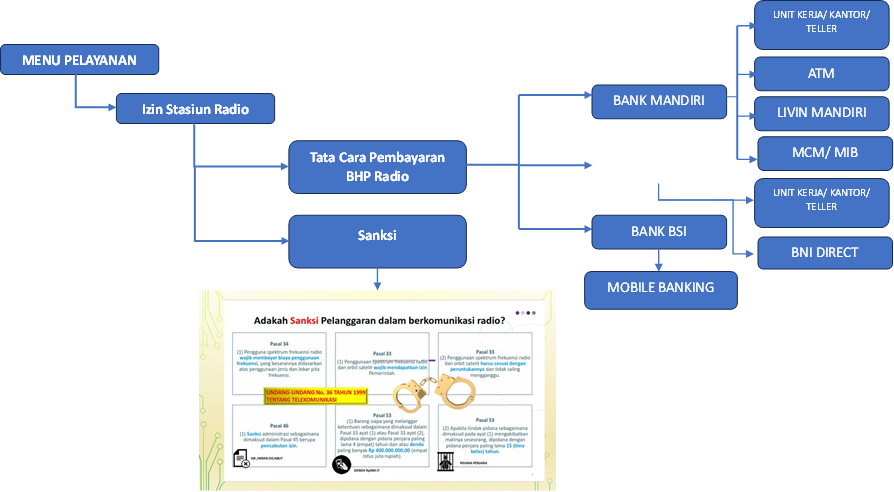 MENU PELAYANAN
Izin Stasiun Radio
Tata Cara Pembayaran
BHP Radio
Sanksi
BANK MANDIRI
UNIT KERJA/ KANTOR/
TELLER
ATM
LIVIN MANDIRI
MCM/ MIB
UNIT KERJA/ KANTOR/
TELLER
BNI DIRECT
BANK BSI
MOBILE BANKING
Adakah Sanksi Pelanggaran dalam berkomunikasi radio?
Pasal 34
(1) Pengguna spektrum frekuensi radio
wajib membayar biaya penggunaan
frekuensi, yang besarannya didasarkan
atas penggunaan jenis dan lebar pita
frekuensi.
Pasal 33
(1) Penggunaan spektrum frekuensi radio
dan orbit satelit wajib mendapatkan izin
Pemerintah.
Pasal 33
(2) Penggunaan spektrum frekuensi radio
dan orbit satelit harus sesuai dengan
peruntukannya dan tidak saling
mengganggu.
UNDANG-UNDANG No. 36 TAHUN 1999
TENTANG TELEKOMUNIKASI
Pasal 46
(1) Sanksi administrasi sebagaimana
dimaksud dalam Pasal 45 berupa
pencabutan izin.
Pasal 53
(1) Barang siapa yang melanggar
ketentuan sebagaimana dimaksud dalam
Pasal 33 ayat (1) atau Pasal 33 ayat (2),
dipidana dengan pidana penjara paling
lama 4 (empat) tahun dan atau denda
paling banyak Rp 400.000.000,00 (empat
ratus juta rupiah).
Pasal 53
(2) Apabila tindak pidana sebagaimana
dimaksud pada ayat (1) mengakibatkan
matinya seseorang, dipidana dengan
pidana penjara paling lama 15 (lima
belas) tahun.
PIDANA PENJARA